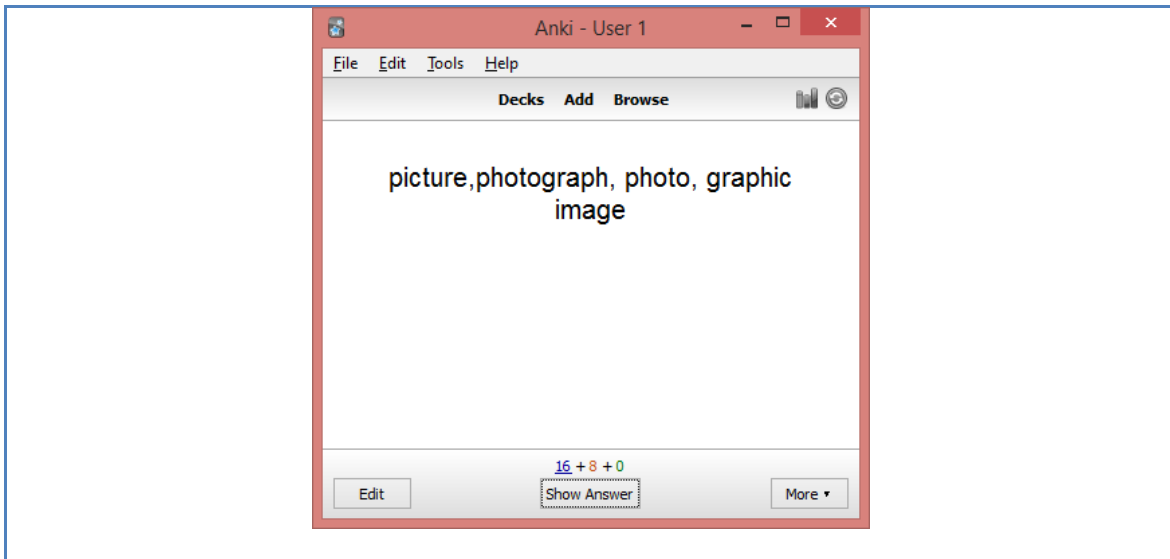 Anki - User 1
File Edit Tools Help
Decks Add Browse
picture,photograph, photo, graphic
image
16 + 8 + 0
Edit Show Answer More ▾